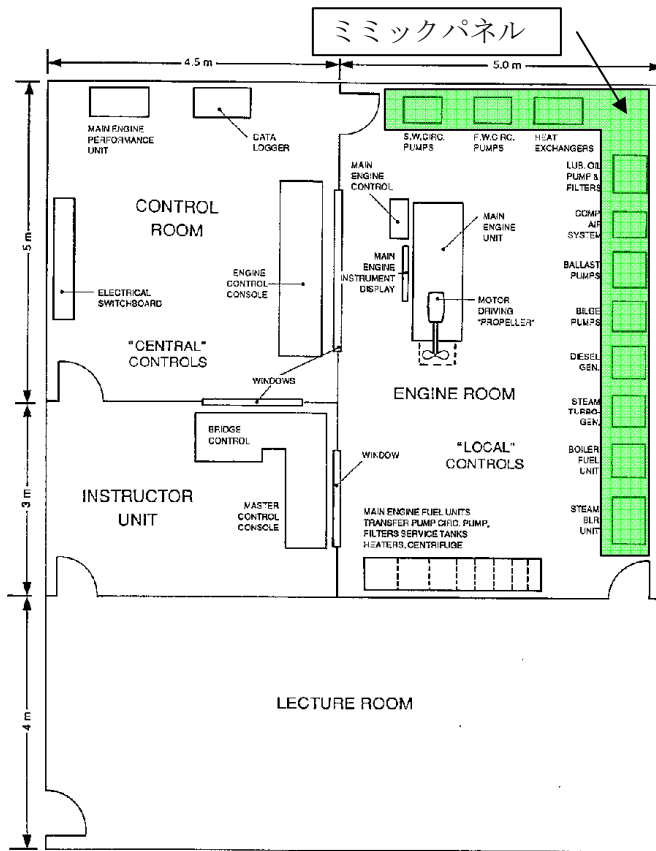 ミミックパネル
4.5 m
5.0 m
MAIN ENGINE
PERFORMANCE
UNIT
DATA
LOGGER
S.W.CIRC.
PUMPS
F.W.CIRC.
PUMPS
HEAT
EXCHANGERS
LUB. OIL
PUMP &
FILTERS
MAIN
ENGINE
CONTROL
CONTROL
ROOM
MAIN
ENGINE
UNIT
COMP
AIR
SYSTEM
5 m
ELECTRICAL
SWITCHBOARD
ENGINE
CONTROL
CONSOLE
MAIN
ENGINE
INSTRUMENT
DISPLAY
MOTOR
DRIVING
"PROPELLER"
BALLAST
PUMPS
BILGE
PUMPS
"CENTRAL"
CONTROLS
DIESEL
GEN.
WINDOWS
ENGINE ROOM
STEAM
TURBO-
GEN.
BRIDGE
CONTROL
WINDOW
"LOCAL"
CONTROLS
BOILER
FUEL
UNIT
3 m
INSTRUCTOR
UNIT
MASTER
CONTROL
CONSOLE
MAIN ENGINE FUEL UNITS
TRANSFER PUMP CIRC. PUMP,
FILTERS SERVICE TANKS
HEATERS, CENTRIFUGE
STEAM
BLR
UNIT
4 m
LECTURE ROOM